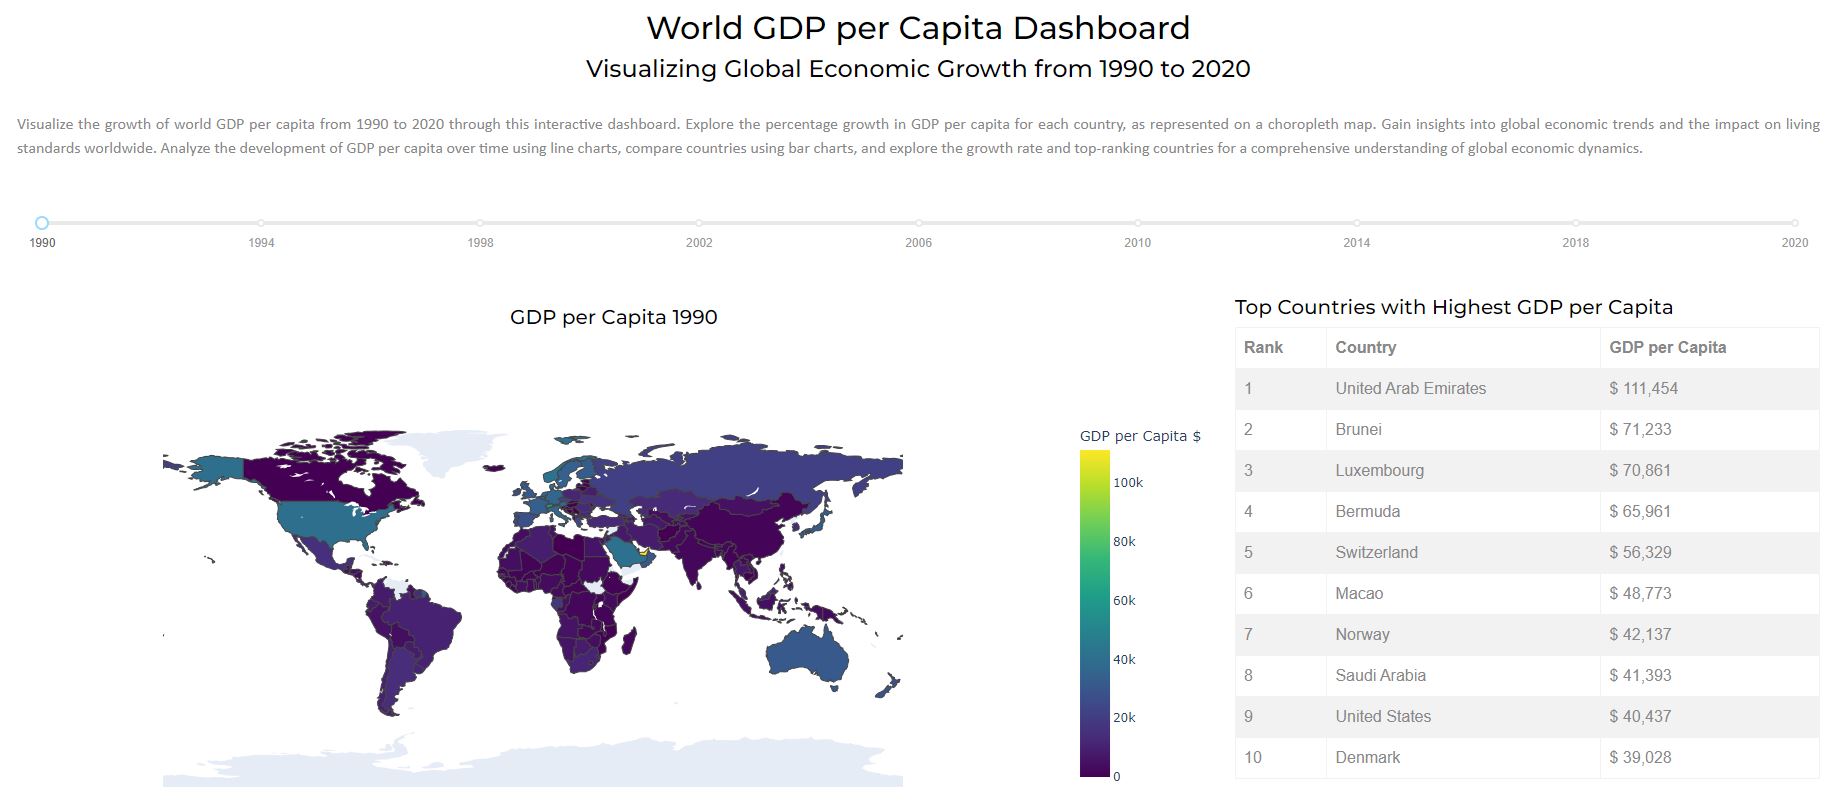 World GDP per Capita Dashboard
Visualizing Global Economic Growth from 1990 to 2020
Visualize the growth of world GDP per capita from 1990 to 2020 through this interactive dashboard. Explore the percentage growth in GDP per capita for each country, as represented on a choropleth map. Gain insights into global economic trends and the impact on living
standards worldwide. Analyze the development of GDP per capita over time using line charts, compare countries using bar charts, and explore the growth rate and top-ranking countries for a comprehensive understanding of global economic dynamics.
1990 1994 1998 2002 2006 2010 2014 2018 2020
GDP per Capita 1990
GDP per Capita $
100k
80k
60k
40k
20k
0
Top Countries with Highest GDP per Capita
Rank Country GDP per Capita
1 United Arab Emirates $ 111,454
2 Brunei $ 71,233
3 Luxembourg $ 70,861
4 Bermuda $ 65,961
5 Switzerland $ 56,329
6 Macao $ 48,773
7 Norway $ 42,137
8 Saudi Arabia $ 41,393
9 United States $ 40,437
10 Denmark $ 39,028